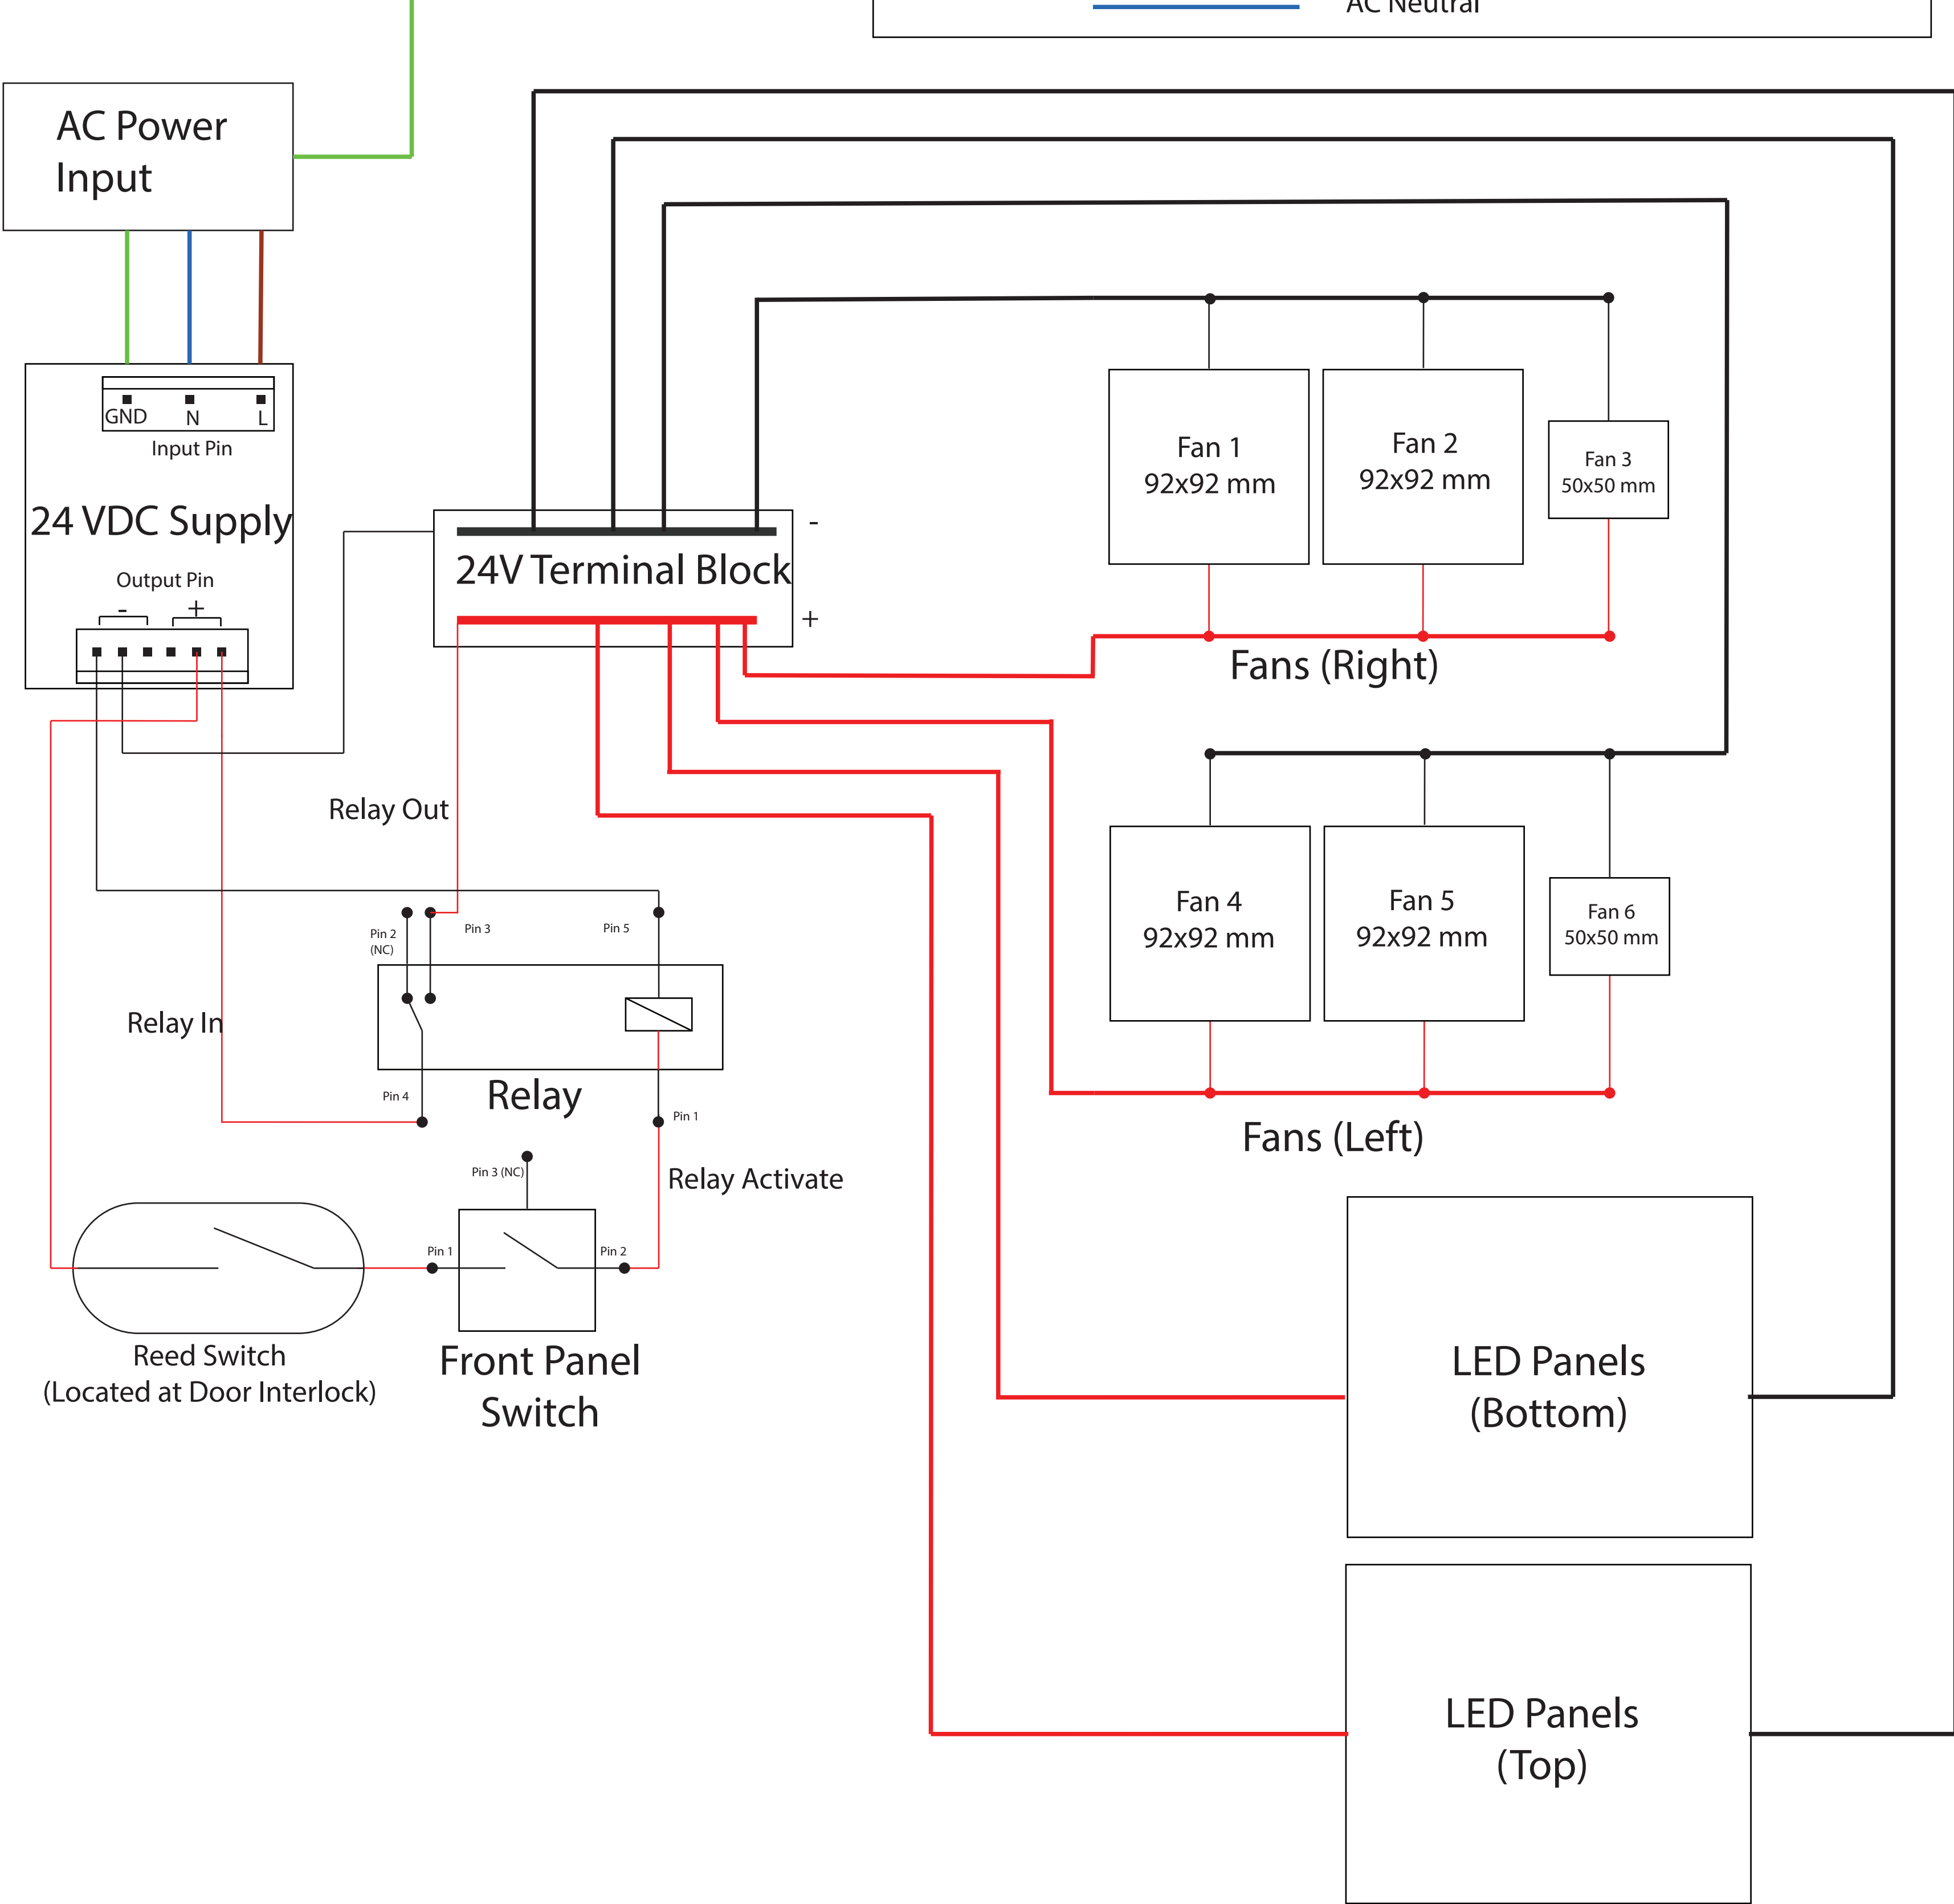 AC Neutral
AC Power
Input
GND
N
L
Input Pin
24 VDC Supply
Output Pin
-
+
24V Terminal Block
-
+
Fan 1
92x92 mm
Fan 2
92x92 mm
Fan 3
50x50 mm
Fans (Right)
Relay Out
Pin 2
(NC)
Pin 3
Pin 5
Fan 4
92x92 mm
Fan 5
92x92 mm
Fan 6
50x50 mm
Relay In
Pin 4
Relay
Pin 1
Fans (Left)
Pin 3 (NC)
Relay Activate
Pin 1
Pin 2
Reed Switch
(Located at Door Interlock)
Front Panel
Switch
LED Panels
(Bottom)
LED Panels
(Top)